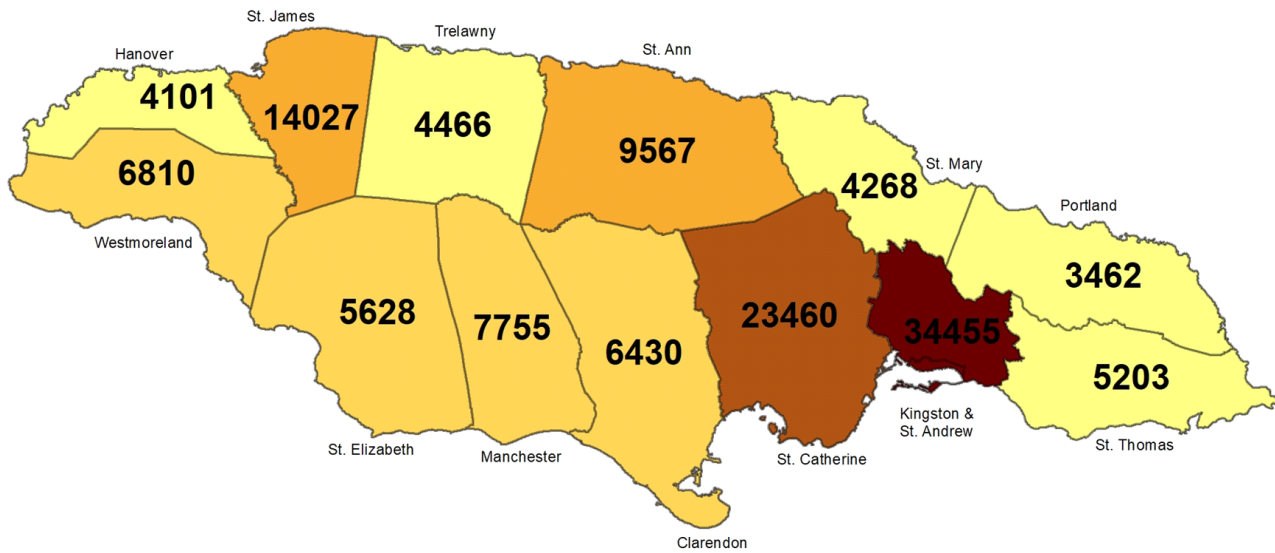 St. James
Trelawny
St. Ann
Hanover
4101
14027
4466
9567
6810
4268
St. Mary
Portland
Westmoreland
3462
5628
7755
6430
23460
34455
5203
Kingston &
St. Andrew
St. Elizabeth
Manchester
St. Catherine
St. Thomas
Clarendon